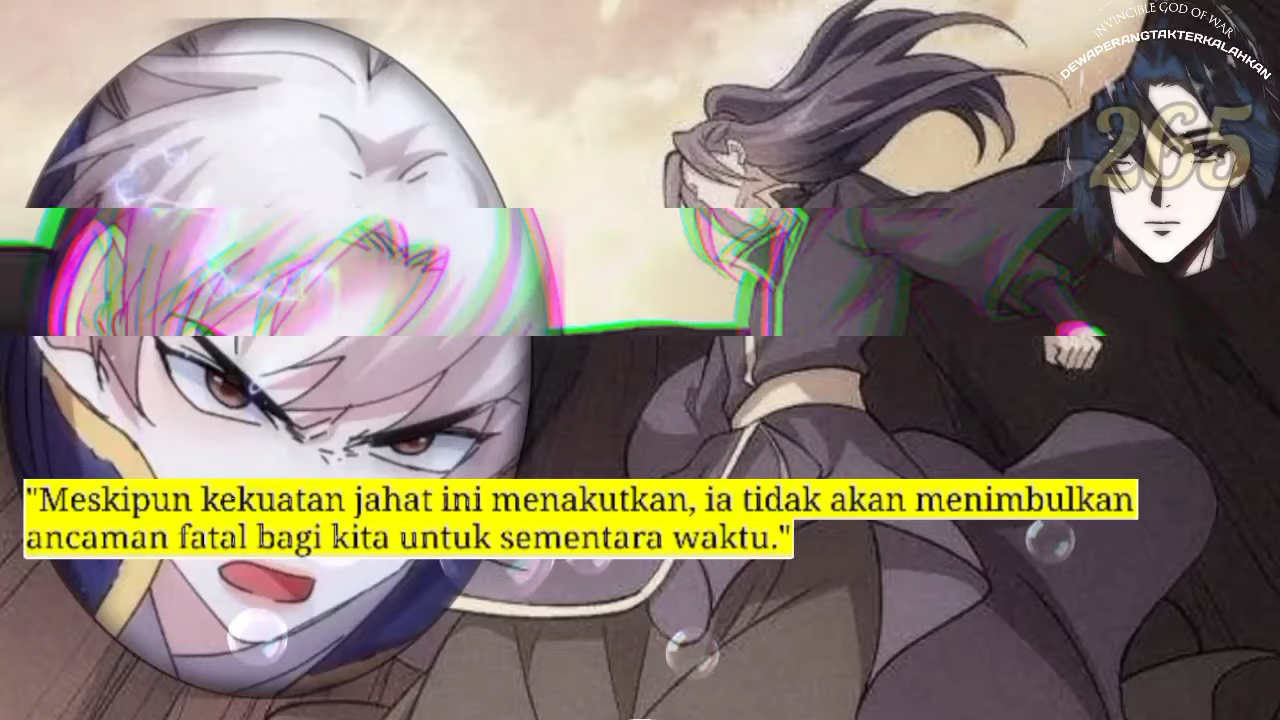 INVINCIBLE GOD OF WAR
DEWAPERANGTAKTERKALAHKAN
265
"Meskipun kekuatan jahat ini menakutkan, ia tidak akan menimbulkan
ancaman fatal bagi kita untuk sementara waktu."